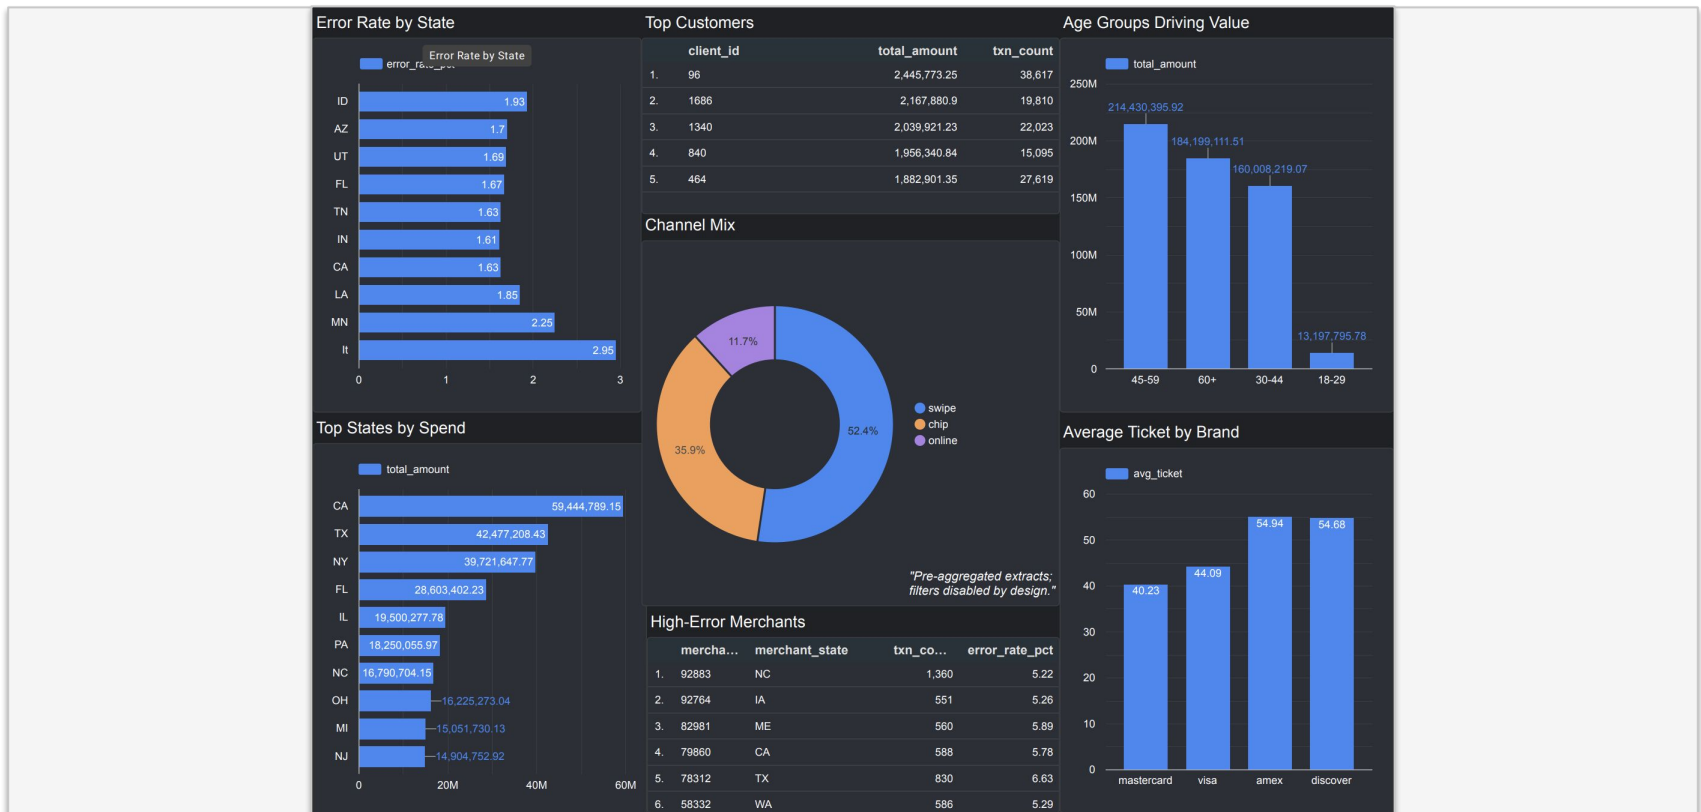 Error Rate by State
Error Rate by State
ID 1.93
AZ 1.7
UT 1.69
FL 1.67
TN 1.63
IN 1.61
CA 1.63
LA 1.85
MN 2.25
It 2.95
0 1 2 3
Top States by Spend
total_amount
CA 59,444,789.15
TX 42,477,208.43
NY 39,721,647.77
FL 28,603,402.23
IL 19,500,277.78
PA 18,250,055.97
NC 16,790,704.15
OH 16,225,273.04
MI 15,051,730.13
NJ 14,904,752.92
0 20M 40M 60M
Top Customers
client_id total_amount txn_count
1. 96 2,445,773.25 38,617
2. 1686 2,167,880.9 19,810
3. 1340 2,039,921.23 22,023
4. 840 1,956,340.84 15,095
5. 464 1,882,901.35 27,619
Channel Mix
11.7%
52.4%
35.9%
swipe
chip
online
"Pre-aggregated extracts;
filters disabled by design."
High-Error Merchants
mercha... merchant_state txn_co... error_rate_pct
1. 92883 NC 1,360 5.22
2. 92764 IA 551 5.26
3. 82981 ME 560 5.89
4. 79860 CA 588 5.78
5. 78312 TX 830 6.63
6. 58332 WA 586 5.29
Age Groups Driving Value
total_amount
250M
200M
150M
100M
50M
0
214,430,395.92
184,199,111.51
160,008,219.07
13,197,795.78
45-59 60+ 30-44 18-29
Average Ticket by Brand
avg_ticket
60
50
40
30
20
10
0
40.23
44.09
54.94
54.68
mastercard visa amex discover